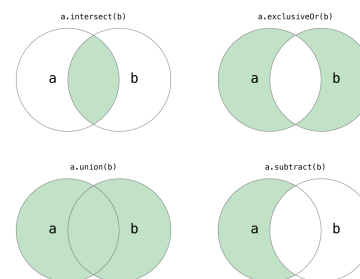 a.intersect(b)
a.exclusiveOr(b)
a b
a b
a.union(b)
a.subtract(b)
a b
a b